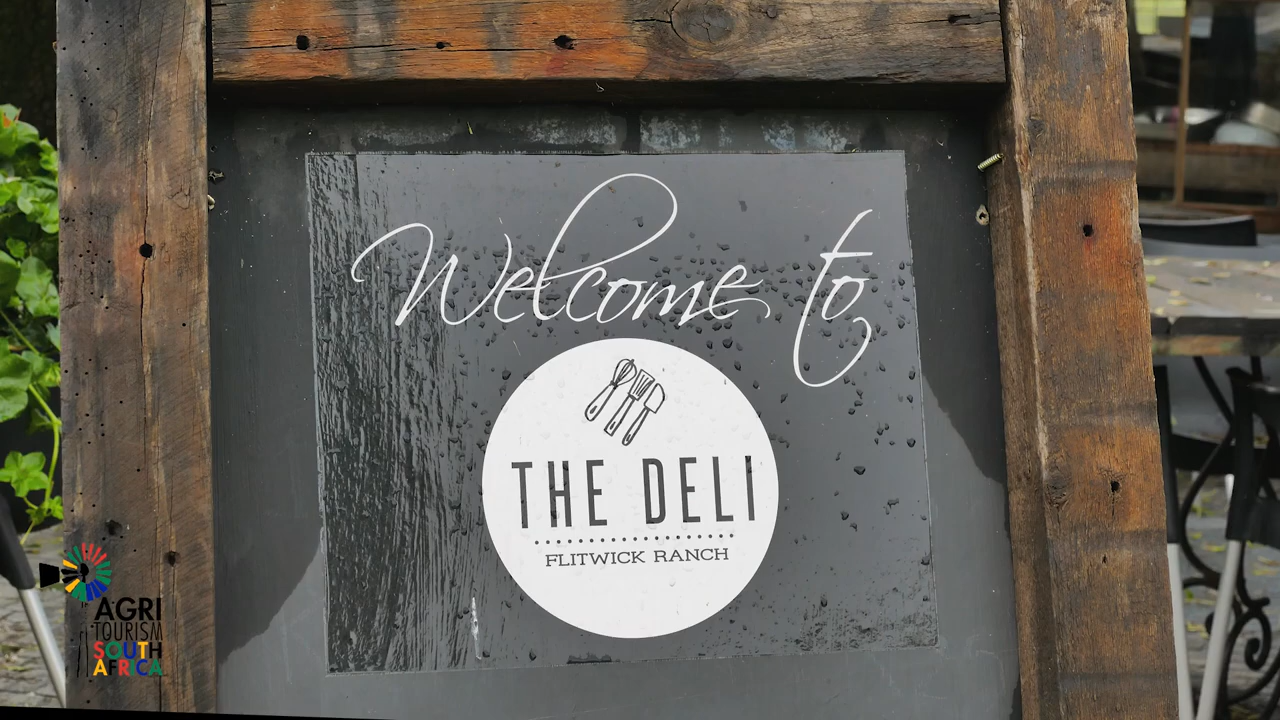 Welcome to
THE DELI
FLITWICK RANCH
AGRI
TOURISM
SOUTH
AFRICA